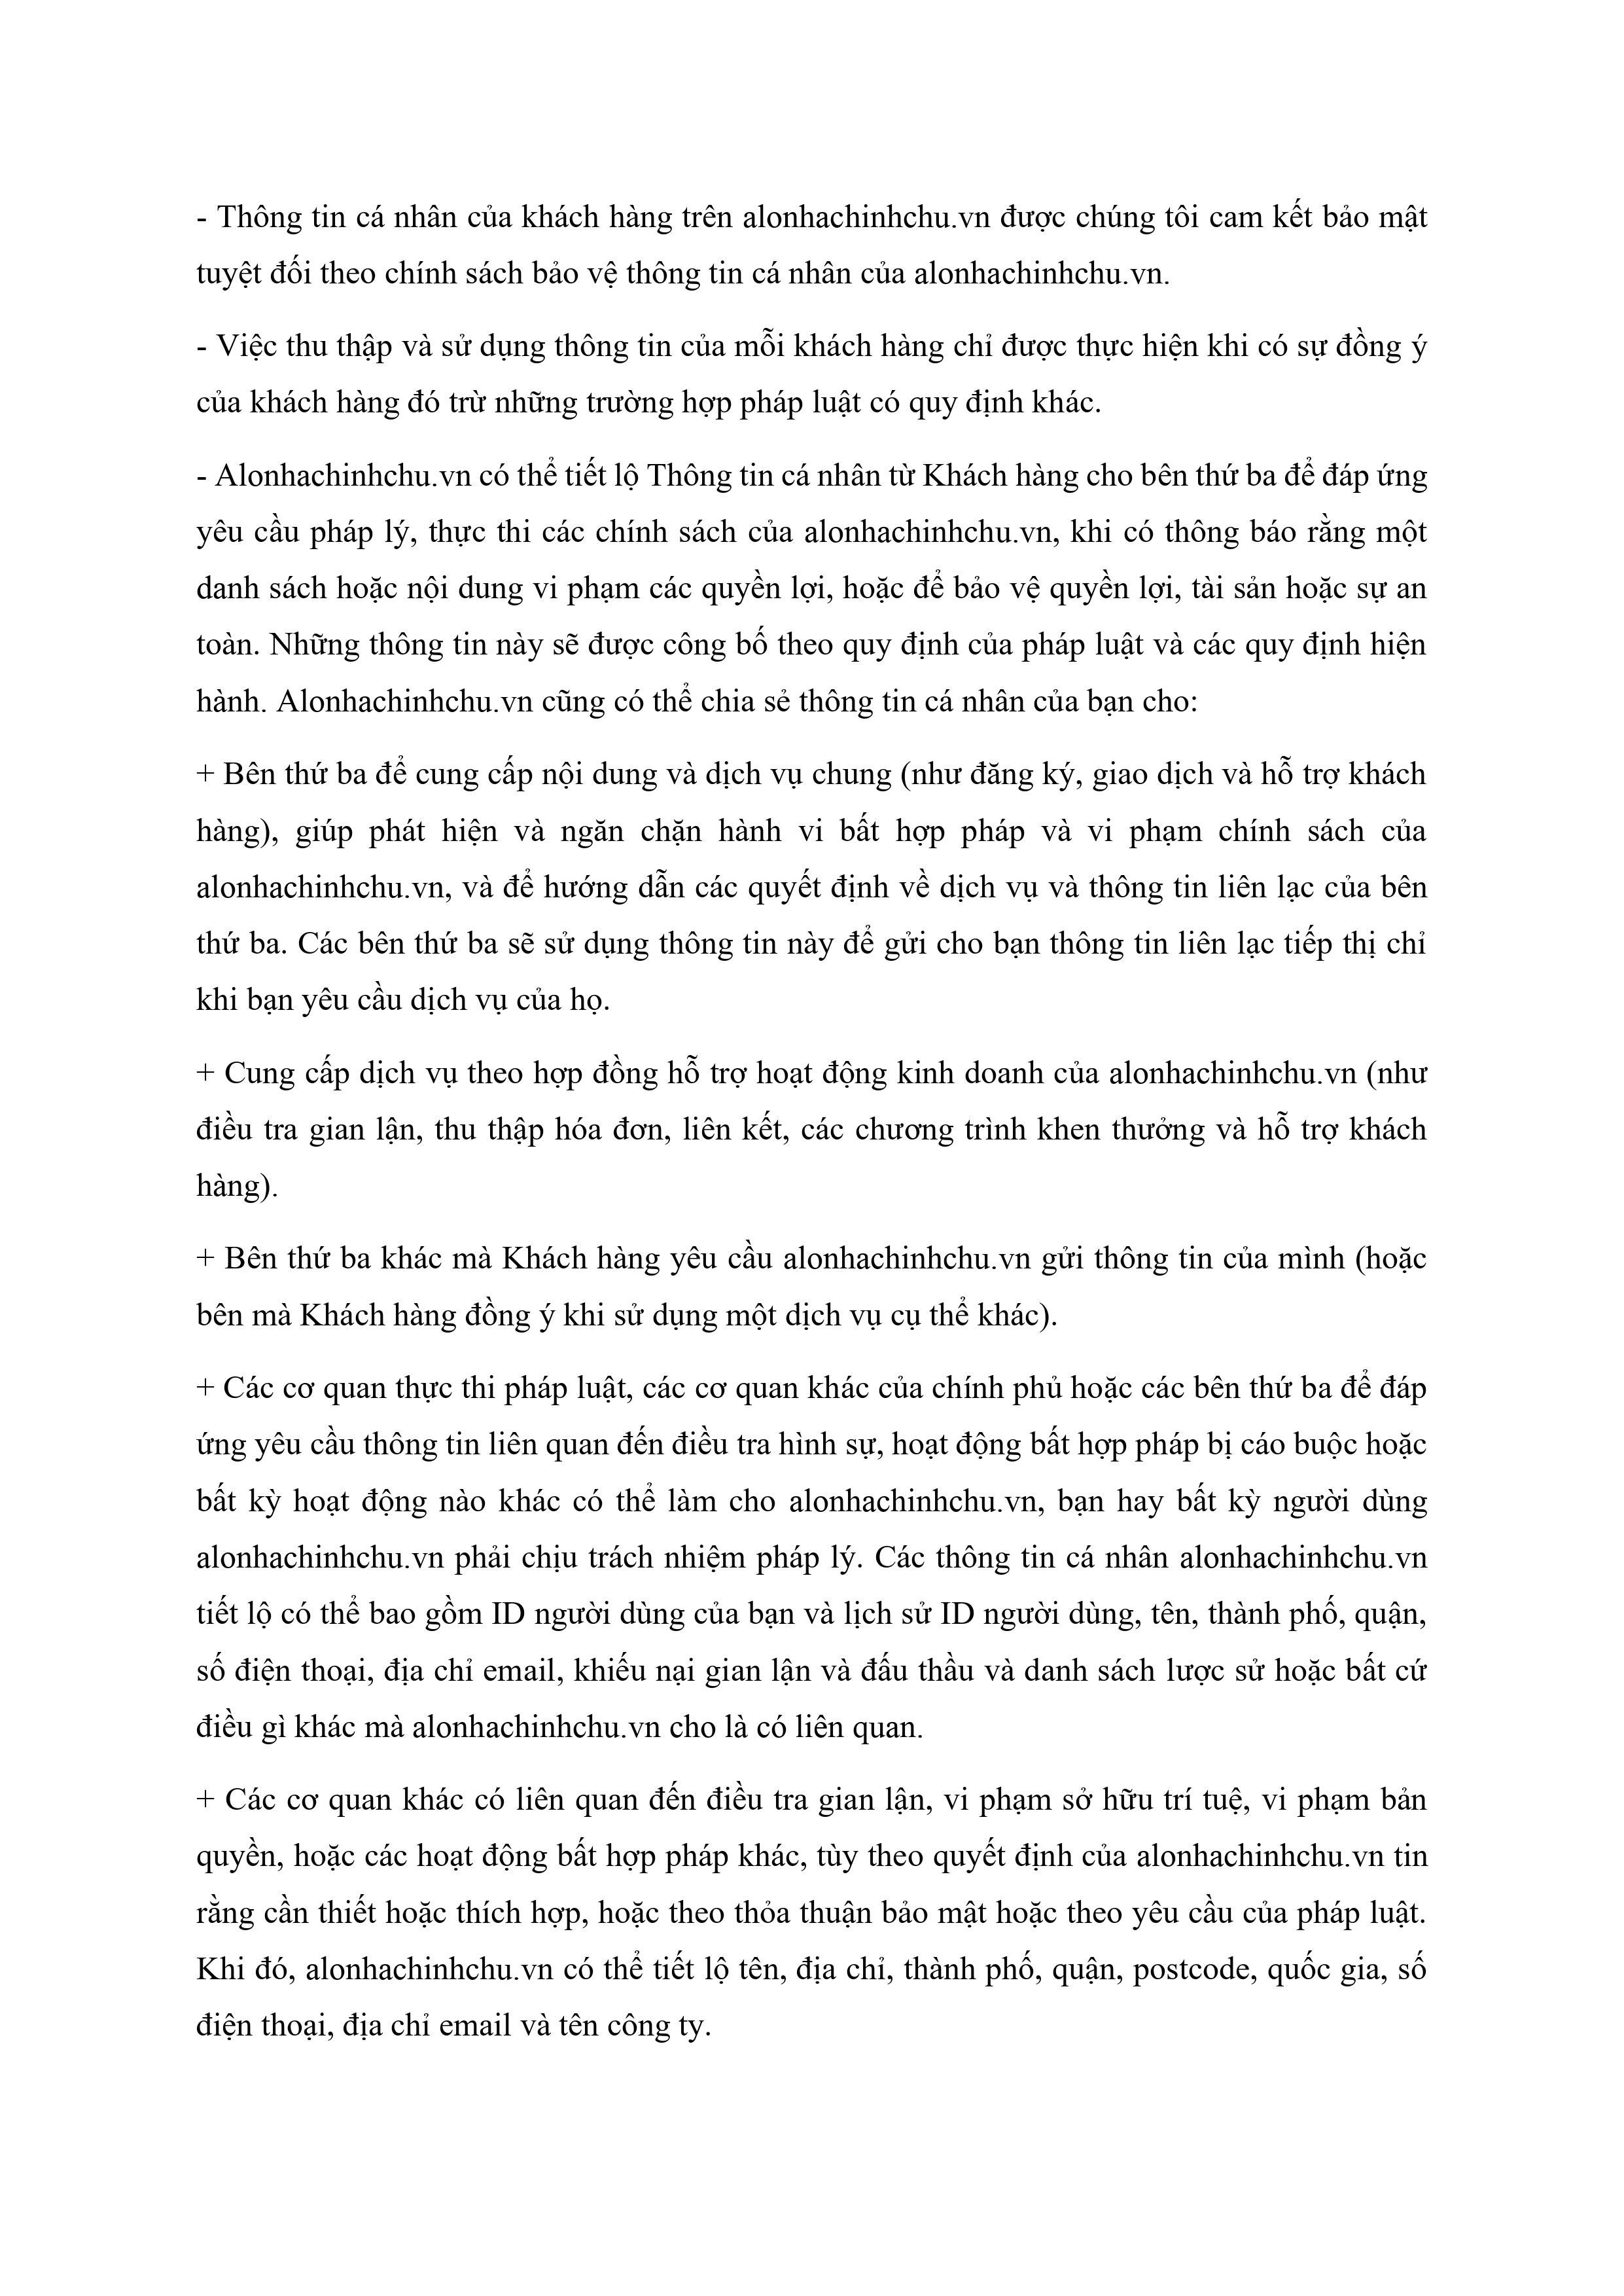 - Thông tin cá nhân của khách hàng trên alonhachinhchu.vn được chúng tôi cam kết bảo mật
tuyệt đối theo chính sách bảo vệ thông tin cá nhân của alonhachinhchu.vn.
- Việc thu thập và sử dụng thông tin của mỗi khách hàng chỉ được thực hiện khi có sự đồng ý
của khách hàng đó trừ những trường hợp pháp luật có quy định khác.
- Alonhachinhchu.vn có thể tiết lộ Thông tin cá nhân từ Khách hàng cho bên thứ ba để đáp ứng
yêu cầu pháp lý, thực thi các chính sách của alonhachinhchu.vn, khi có thông báo rằng một
danh sách hoặc nội dung vi phạm các quyền lợi, hoặc để bảo vệ quyền lợi, tài sản hoặc sự an
toàn. Những thông tin này sẽ được công bố theo quy định của pháp luật và các quy định hiện
hành. Alonhachinhchu.vn cũng có thể chia sẻ thông tin cá nhân của bạn cho:
+ Bên thứ ba để cung cấp nội dung và dịch vụ chung (như đăng ký, giao dịch và hỗ trợ khách
hàng), giúp phát hiện và ngăn chặn hành vi bất hợp pháp và vi phạm chính sách của
alonhachinhchu.vn, và để hướng dẫn các quyết định về dịch vụ và thông tin liên lạc của bên
thứ ba. Các bên thứ ba sẽ sử dụng thông tin này để gửi cho bạn thông tin liên lạc tiếp thị chỉ
khi bạn yêu cầu dịch vụ của họ.
+ Cung cấp dịch vụ theo hợp đồng hỗ trợ hoạt động kinh doanh của alonhachinhchu.vn (như
điều tra gian lận, thu thập hóa đơn, liên kết, các chương trình khen thưởng và hỗ trợ khách
hàng).
+ Bên thứ ba khác mà Khách hàng yêu cầu alonhachinhchu.vn gửi thông tin của mình (hoặc
bên mà Khách hàng đồng ý khi sử dụng một dịch vụ cụ thể khác).
+ Các cơ quan thực thi pháp luật, các cơ quan khác của chính phủ hoặc các bên thứ ba để đáp
ứng yêu cầu thông tin liên quan đến điều tra hình sự, hoạt động bất hợp pháp bị cáo buộc hoặc
bất kỳ hoạt động nào khác có thể làm cho alonhachinhchu.vn, bạn hay bất kỳ người dùng
alonhachinhchu.vn phải chịu trách nhiệm pháp lý. Các thông tin cá nhân alonhachinhchu.vn
tiết lộ có thể bao gồm ID người dùng của bạn và lịch sử ID người dùng, tên, thành phố, quận,
số điện thoại, địa chỉ email, khiếu nại gian lận và đấu thầu và danh sách lược sử hoặc bất cứ
điều gì khác mà alonhachinhchu.vn cho là có liên quan.
+ Các cơ quan khác có liên quan đến điều tra gian lận, vi phạm sở hữu trí tuệ, vi phạm bản
quyền, hoặc các hoạt động bất hợp pháp khác, tùy theo quyết định của alonhachinhchu.vn tin
rằng cần thiết hoặc thích hợp, hoặc theo thỏa thuận bảo mật hoặc theo yêu cầu của pháp luật.
Khi đó, alonhachinhchu.vn có thể tiết lộ tên, địa chỉ, thành phố, quận, postcode, quốc gia, số
điện thoại, địa chỉ email và tên công ty.